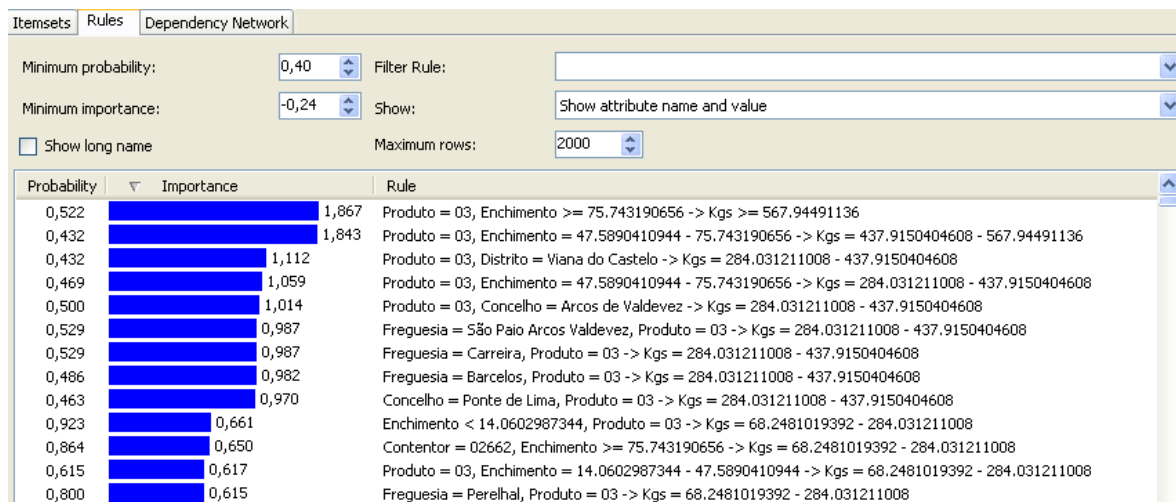 Itemsets Rules Dependency Network
Minimum probability: 0,40 Filter Rule:
Minimum importance: -0,24 Show: Show attribute name and value
Show long name Maximum rows: 2000
Probability Importance Rule
0,522 1,867 Produto = 03, Enchimento >= 75.743190656 -> Kgs >= 567.94491136
0,432 1,843 Produto = 03, Enchimento = 47.5890410944 - 75.743190656 -> Kgs = 437.9150404608 - 567.94491136
0,432 1,112 Produto = 03, Distrito = Viana do Castelo -> Kgs = 284.031211008 - 437.9150404608
0,469 1,059 Produto = 03, Enchimento = 47.5890410944 - 75.743190656 -> Kgs = 284.031211008 - 437.9150404608
0,500 1,014 Produto = 03, Concelho = Arcos de Valdevez -> Kgs = 284.031211008 - 437.9150404608
0,529 0,987 Freguesia = São Paio Arcos Valdevez, Produto = 03 -> Kgs = 284.031211008 - 437.9150404608
0,529 0,987 Freguesia = Carreira, Produto = 03 -> Kgs = 284.031211008 - 437.9150404608
0,486 0,982 Freguesia = Barcelos, Produto = 03 -> Kgs = 284.031211008 - 437.9150404608
0,463 0,970 Concelho = Ponte de Lima, Produto = 03 -> Kgs = 284.031211008 - 437.9150404608
0,923 0,661 Enchimento < 14.0602987344, Produto = 03 -> Kgs = 68.2481019392 - 284.031211008
0,864 0,650 Contentor = 02662, Enchimento >= 75.743190656 -> Kgs = 68.2481019392 - 284.031211008
0,615 0,617 Produto = 03, Enchimento = 14.0602987344 - 47.5890410944 -> Kgs = 68.2481019392 - 284.031211008
0,800 0,615 Freguesia = Perelhal, Produto = 03 -> Kgs = 68.2481019392 - 284.031211008